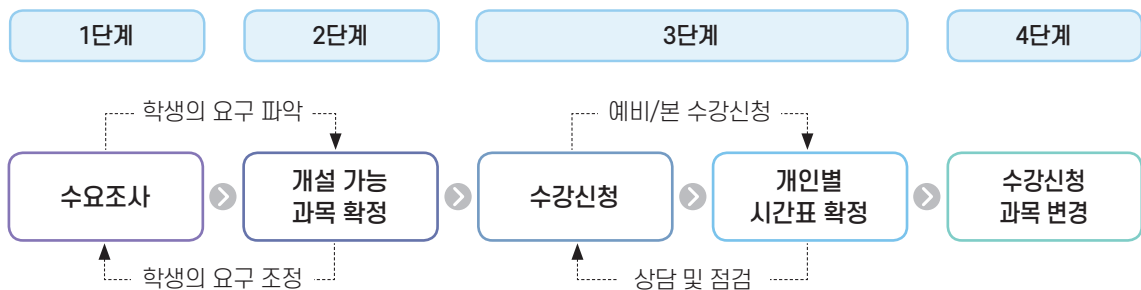 1단계
2단계
3단계
4단계
학생의 요구 파악
예비/본 수강신청
수요조사
개설 가능
과목 확정
수강신청
개인별
시간표 확정
수강신청
과목 변경
학생의 요구 조정
상담 및 점검